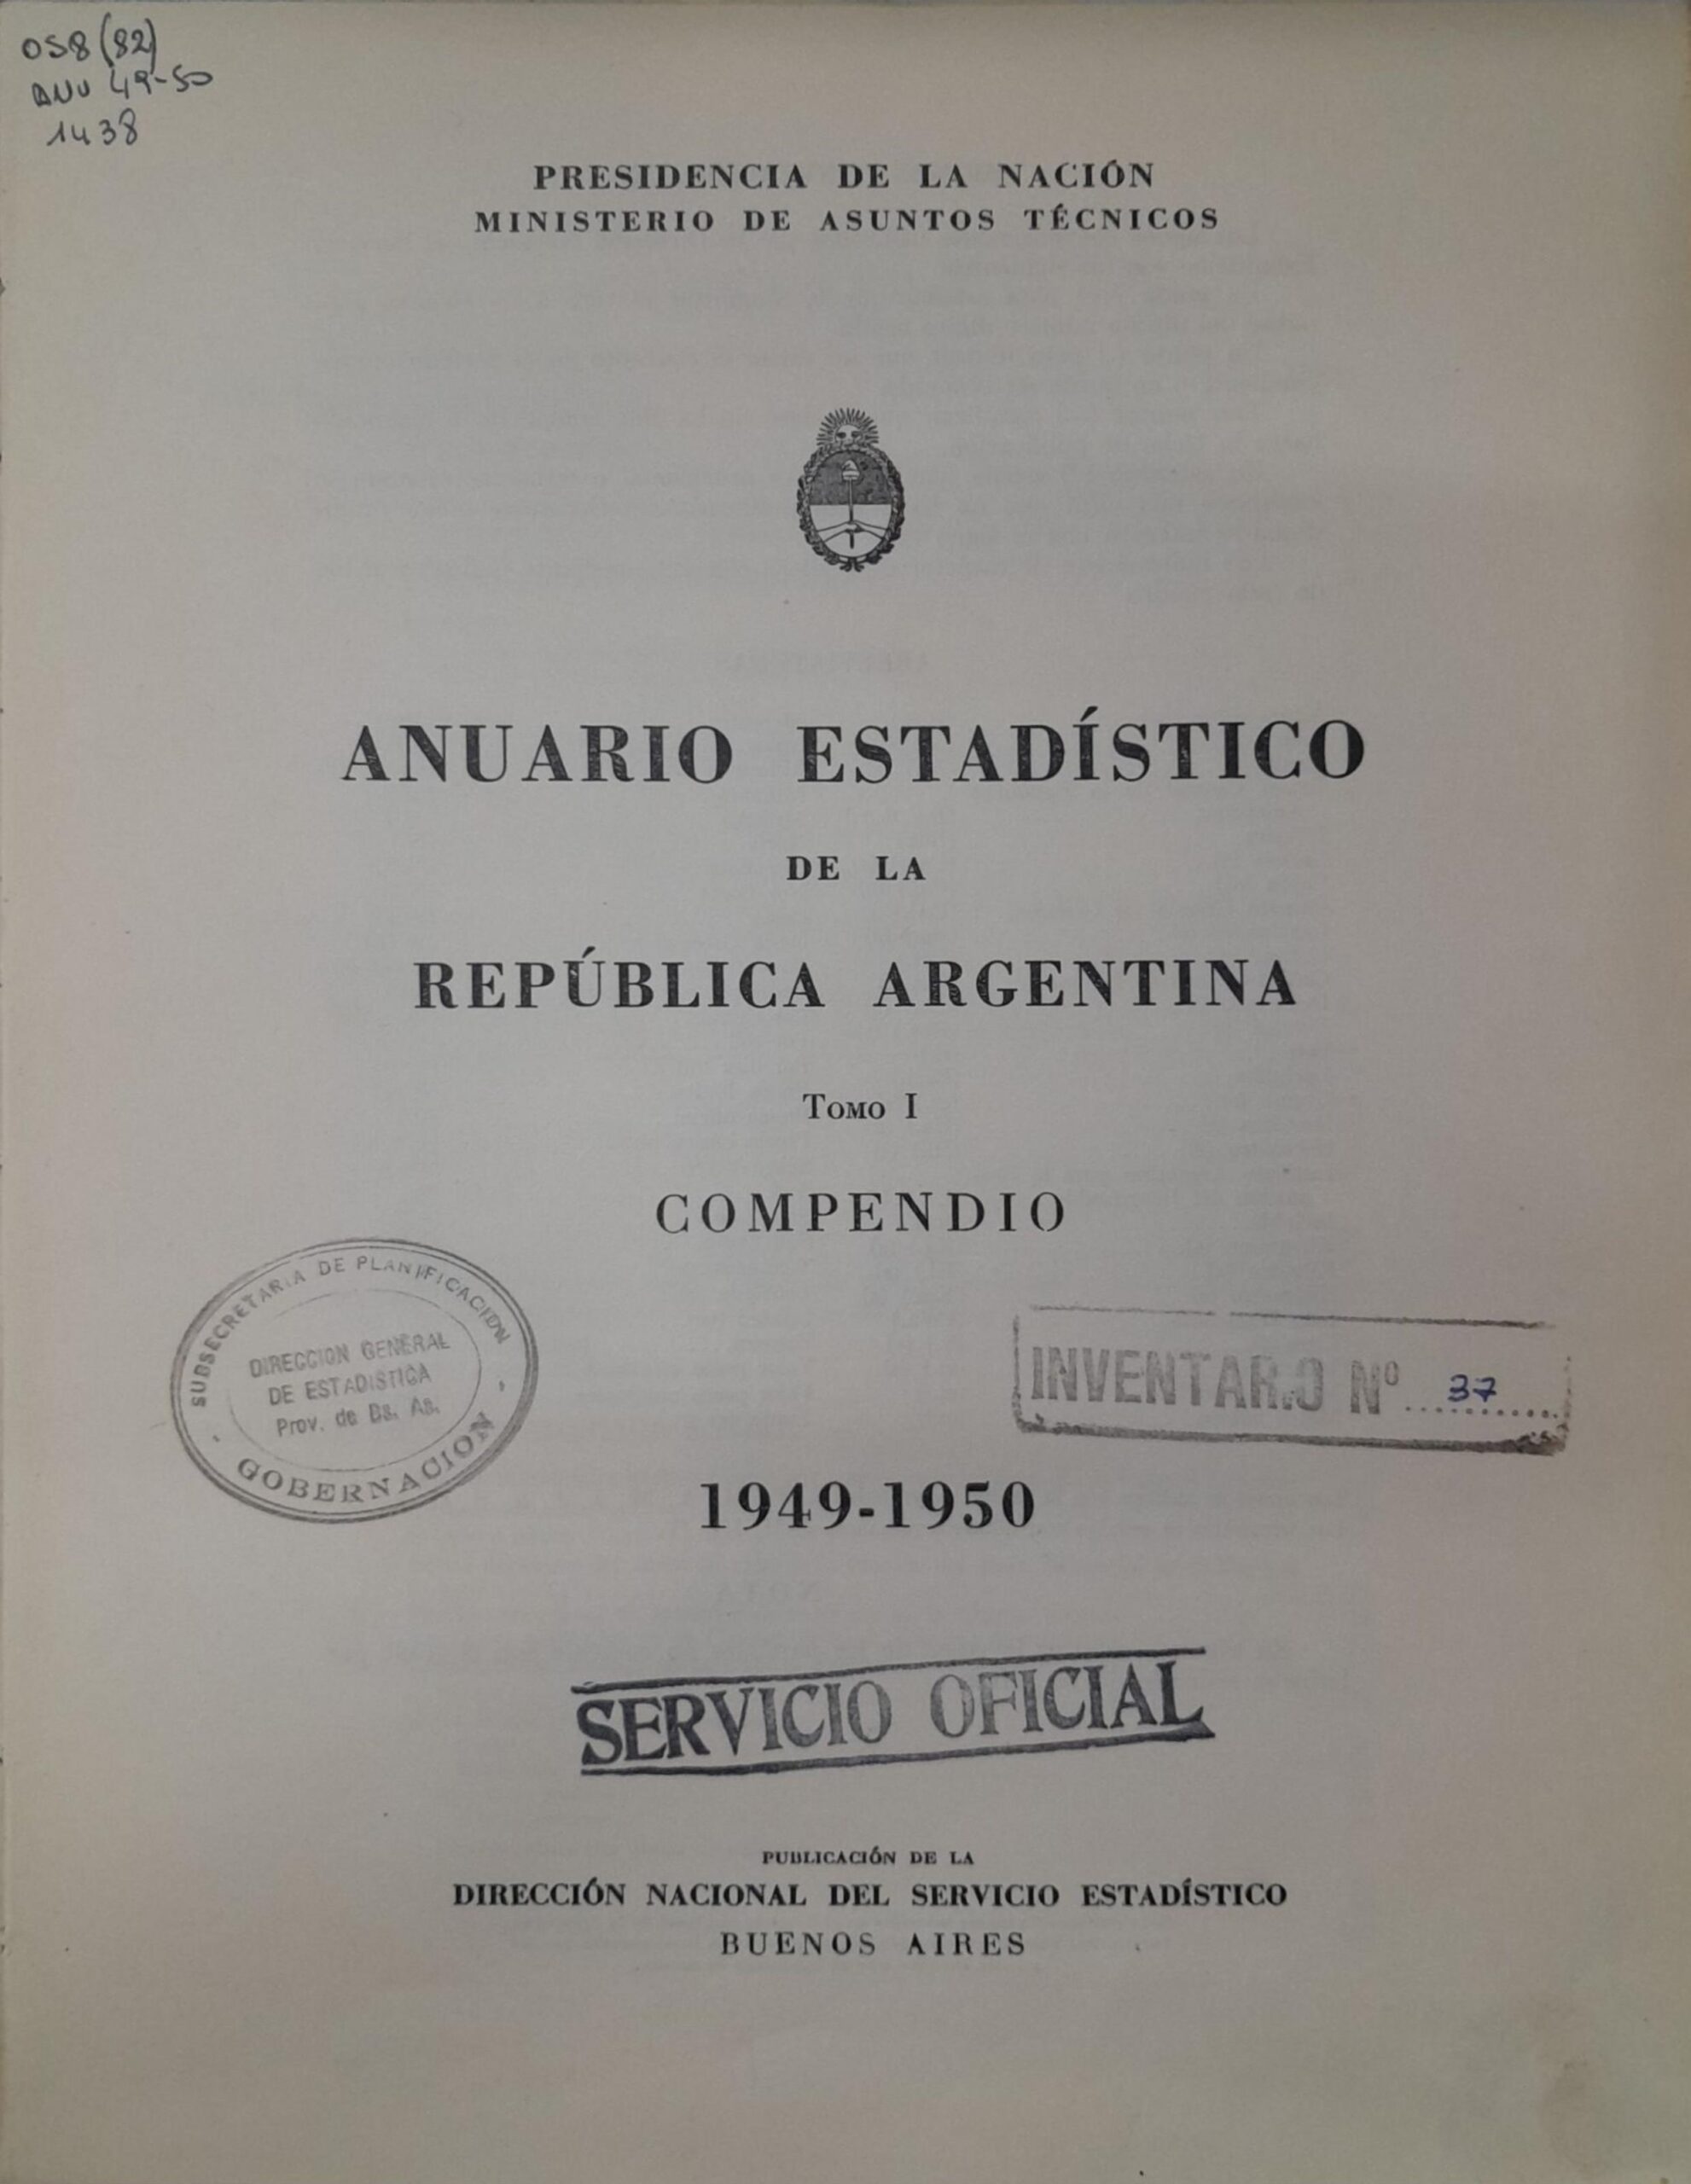 058(82)
ANU 49-50
1438
PRESIDENCIA DE LA NACIÓN
MINISTERIO DE ASUNTOS TÉCNICOS
ANUARIO ESTADÍSTICO
DE LA
REPÚBLICA ARGENTINA
TOMO I
COMPENDIO
SUBSECRETARIA DE PLANIFICACION
DIRECCION GENERAL
DE ESTADISTICA
Prov. de Bs. As.
- GOBERNACION -
INVENTARIO Nº 37
1949-1950
SERVICIO OFICIAL
PUBLICACIÓN DE LA
DIRECCIÓN NACIONAL DEL SERVICIO ESTADÍSTICO
BUENOS AIRES